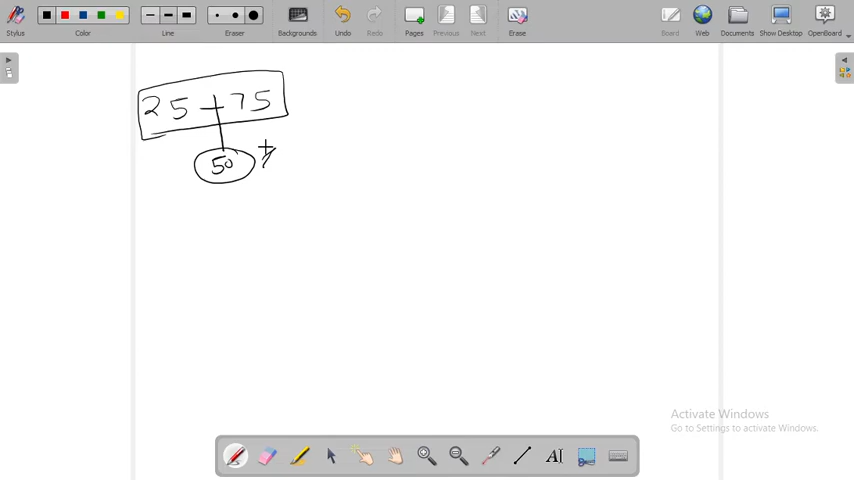 Stylus
Color
Line
Eraser
Backgrounds
Undo
Redo
Pages
Previous
Next
Erase
Board
Web
Documents
Show Desktop
OpenBoard
25 + 75
50
Activate Windows
Go to Settings to activate Windows.